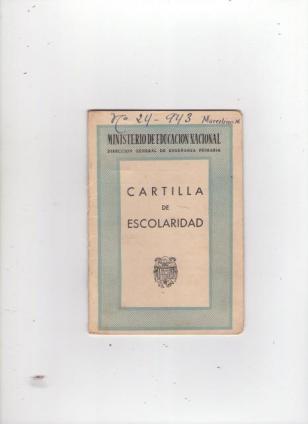 Nº 24-943
MINISTERIO DE EDUCACION NACIONAL
DIRECCION GENERAL DE ENSEÑANZA PRIMARIA
CARTILLA
DE
ESCOLARIDAD